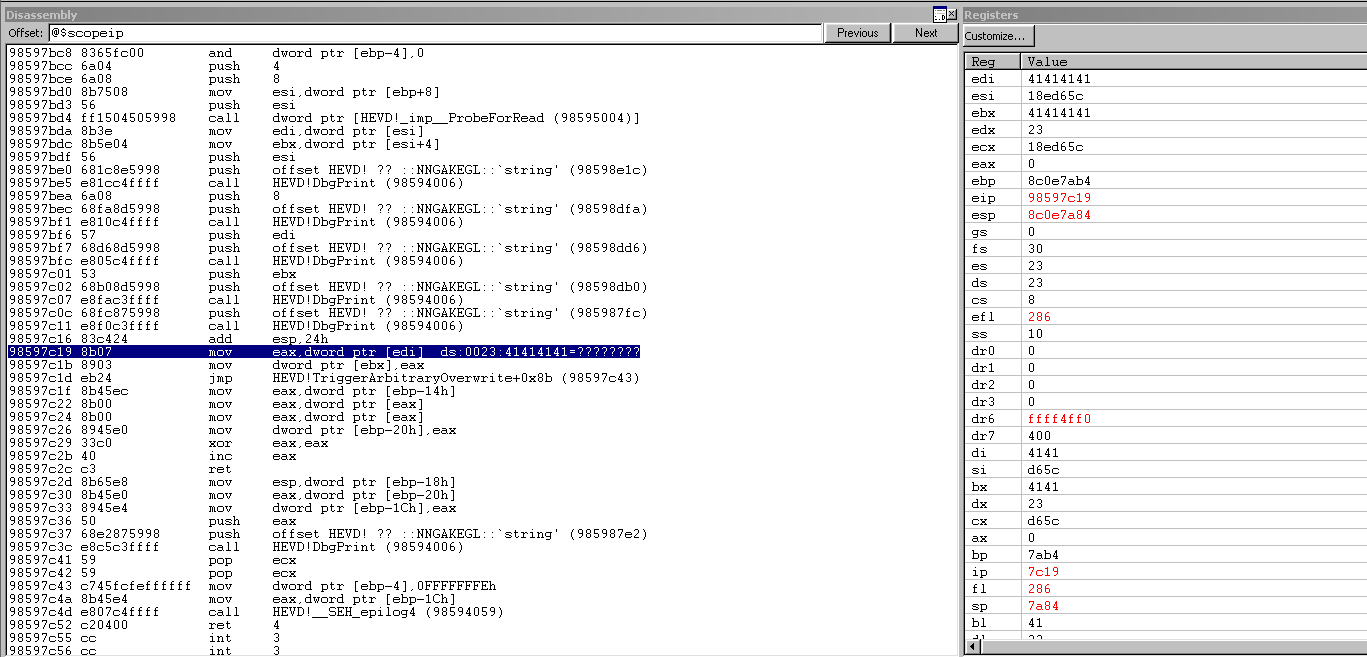 Disassembly
Offset: @$scopeip Previous Next
98597bc8 8365fc00 and dword ptr [ebp-4],0
98597bcc 6a04 push 4
98597bce 6a08 push 8
98597bd0 8b7508 mov esi,dword ptr [ebp+8]
98597bd3 56 push esi
98597bd4 ff1504505998 call dword ptr [HEVD!_imp__ProbeForRead (98595004)]
98597bda 8b3e mov edi,dword ptr [esi]
98597bdc 8b5e04 mov ebx,dword ptr [esi+4]
98597bdf 56 push esi
98597be0 681c8e5998 push offset HEVD! ?? ::NNGAKEGL::`string' (98598e1c)
98597be5 e81cc4ffff call HEVD!DbgPrint (98594006)
98597bea 6a08 push 8
98597bec 68fa8d5998 push offset HEVD! ?? ::NNGAKEGL::`string' (98598dfa)
98597bf1 e810c4ffff call HEVD!DbgPrint (98594006)
98597bf6 57 push edi
98597bf7 68d68d5998 push offset HEVD! ?? ::NNGAKEGL::`string' (98598dd6)
98597bfc e805c4ffff call HEVD!DbgPrint (98594006)
98597c01 53 push ebx
98597c02 68b08d5998 push offset HEVD! ?? ::NNGAKEGL::`string' (98598db0)
98597c07 e8fac3ffff call HEVD!DbgPrint (98594006)
98597c0c 68fc875998 push offset HEVD! ?? ::NNGAKEGL::`string' (985987fc)
98597c11 e8f0c3ffff call HEVD!DbgPrint (98594006)
98597c16 83c424 add esp,24h
98597c19 8b07 mov eax,dword ptr [edi] ds:0023:41414141=????????
98597c1b 8903 mov dword ptr [ebx],eax
98597c1d eb24 jmp HEVD!TriggerArbitraryOverwrite+0x8b (98597c43)
98597c1f 8b45ec mov eax,dword ptr [ebp-14h]
98597c22 8b00 mov eax,dword ptr [eax]
98597c24 8b00 mov eax,dword ptr [eax]
98597c26 8945e0 mov dword ptr [ebp-20h],eax
98597c29 33c0 xor eax,eax
98597c2b 40 inc eax
98597c2c c3 ret
98597c2d 8b65e8 mov esp,dword ptr [ebp-18h]
98597c30 8b45e0 mov eax,dword ptr [ebp-20h]
98597c33 8945e4 mov dword ptr [ebp-1Ch],eax
98597c36 50 push eax
98597c37 68e2875998 push offset HEVD! ?? ::NNGAKEGL::`string' (985987e2)
98597c3c e8c5c3ffff call HEVD!DbgPrint (98594006)
98597c41 59 pop ecx
98597c42 59 pop ecx
98597c43 c745fcfeffffff mov dword ptr [ebp-4],0FFFFFFFEh
98597c4a 8b45e4 mov eax,dword ptr [ebp-1Ch]
98597c4d e807c4ffff call HEVD!__SEH_epilog4 (98594059)
98597c52 c20400 ret 4
98597c55 cc int 3
98597c56 cc int 3
Registers
Customize...
Reg Value
edi 41414141
esi 18ed65c
ebx 41414141
edx 23
ecx 18ed65c
eax 0
ebp 8c0e7ab4
eip 98597c19
esp 8c0e7a84
gs 0
fs 30
es 23
ds 23
cs 8
efl 286
ss 10
dr0 0
dr1 0
dr2 0
dr3 0
dr6 ffff4ff0
dr7 400
di 4141
si d65c
bx 4141
dx 23
cx d65c
ax 0
bp 7ab4
ip 7c19
fl 286
sp 7a84
bl 41